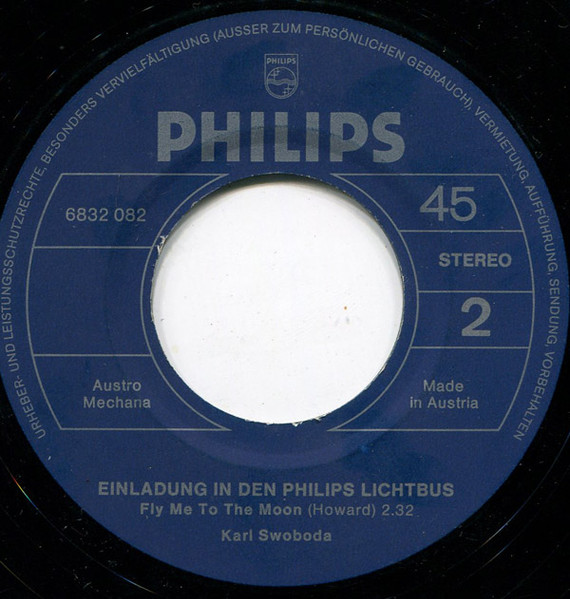 URHEBER- UND LEISTUNGSSCHUTZRECHTE, BESONDERS VERVIELFÄLTIGUNG (AUSSER ZUM PERSÖNLICHEN GEBRAUCH), VERMIETUNG, AUFFÜHRUNG, SENDUNG, VORBEHALTEN
PHILIPS
PHILIPS
6832 082
45
STEREO
2
Austro
Mechana
Made
in Austria
EINLADUNG IN DEN PHILIPS LICHTBUS
Fly Me To The Moon (Howard) 2.32
Karl Swoboda